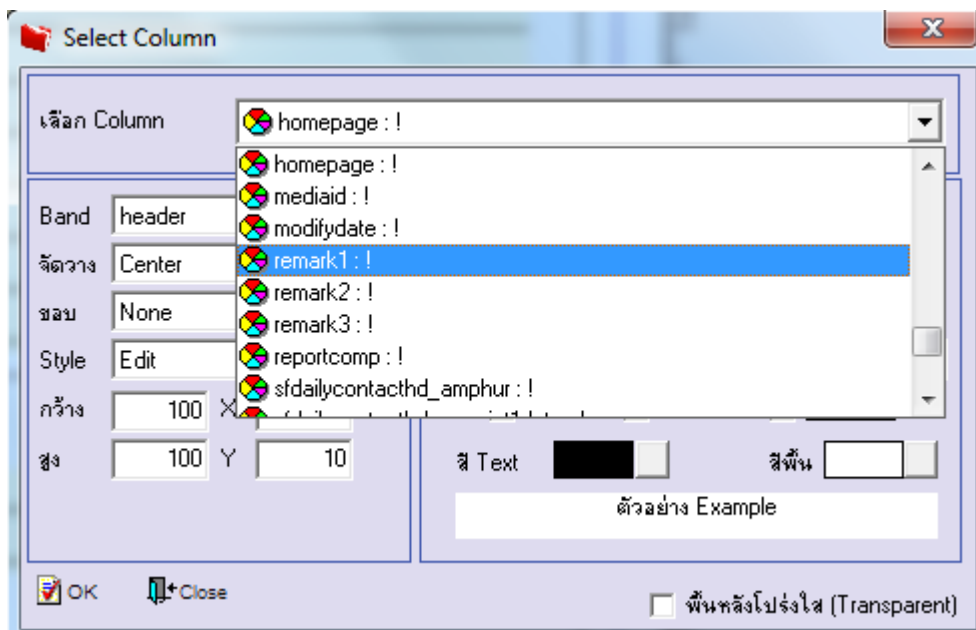 Select Column
เลือก Column homepage : !
homepage : !
mediaid : !
modifydate : !
remark1 : !
remark2 : !
remark3 : !
reportcomp : !
sfdailycontacthd_amphur : !
Band header
จัดวาง Center
ขอบ None
Style Edit
กว้าง 100 X
สูง 100 Y 10
สี Text สีพื้น
ตัวอย่าง Example
OK Close
พื้นหลังโปร่งใส (Transparent)